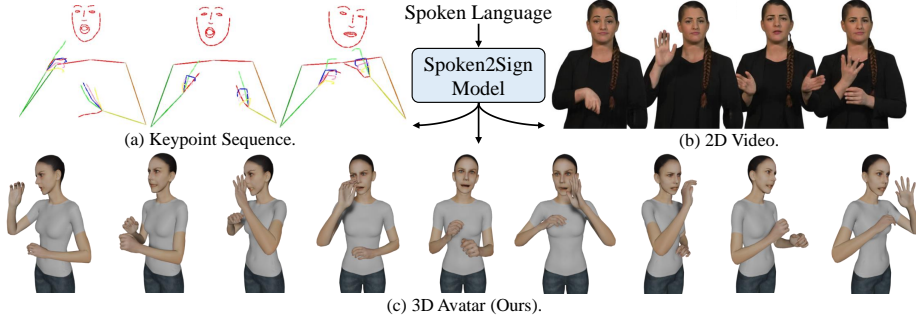 Spoken Language
Spoken2Sign
Model
(a) Keypoint Sequence.
(b) 2D Video.
(c) 3D Avatar (Ours).